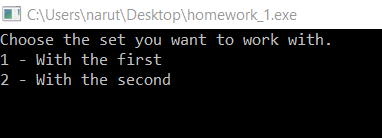 C:\Users\narut\Desktop\homework_1.exe
Choose the set you want to work with.
1 - With the first
2 - With the second